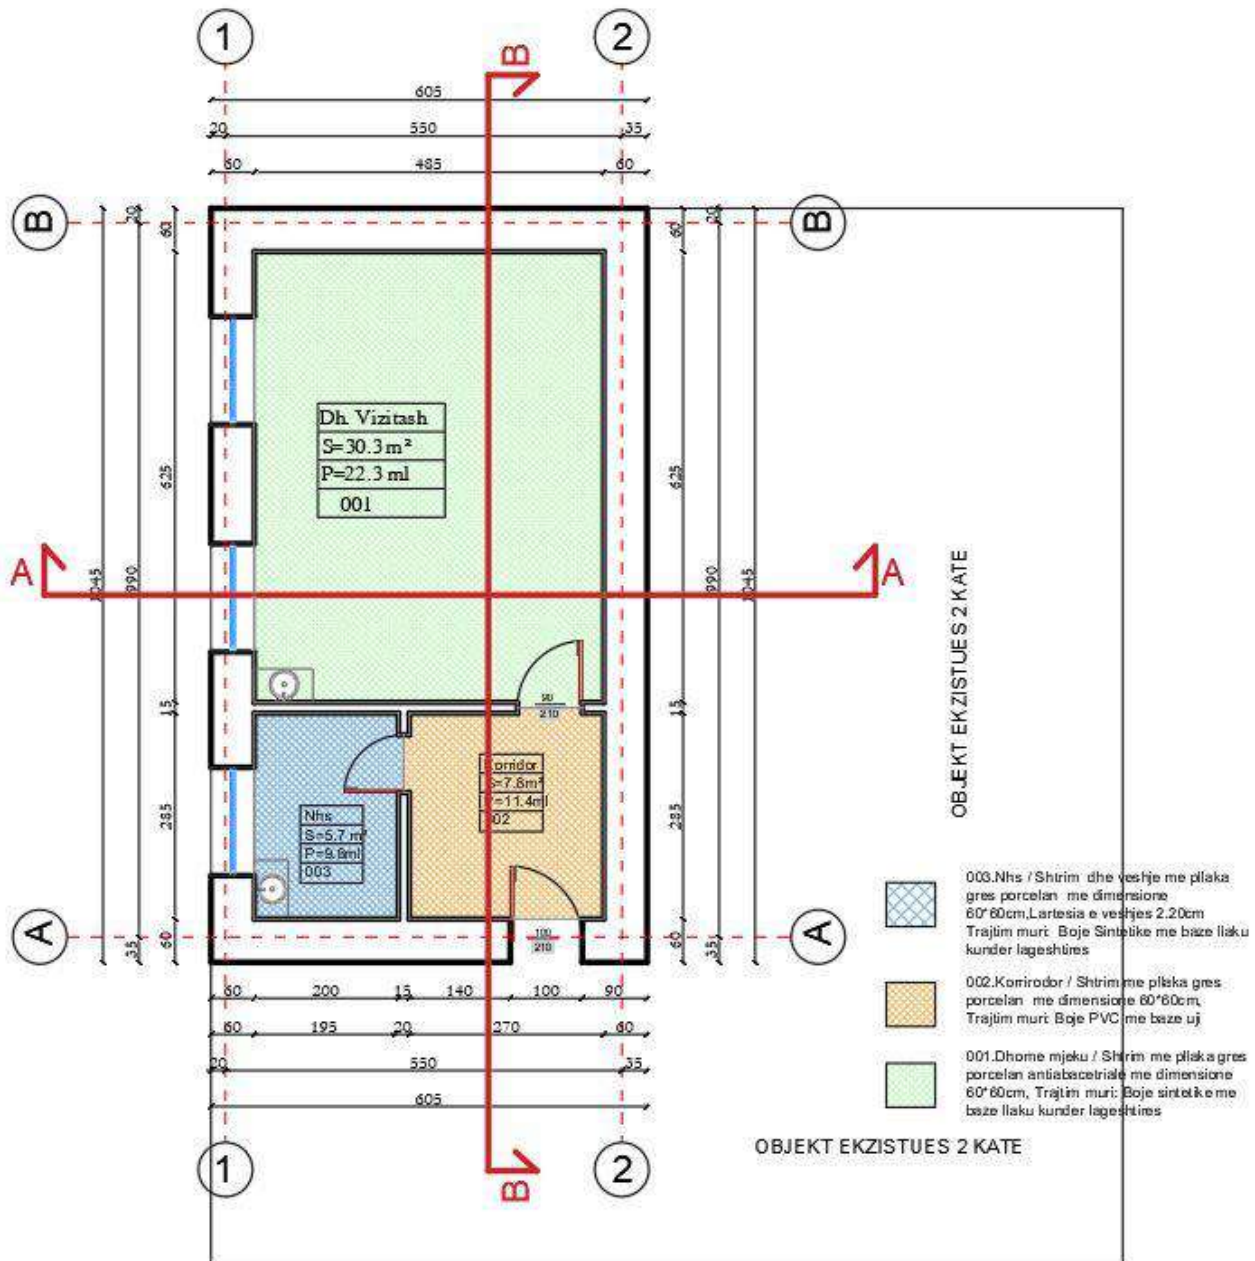 1
2
B
605
20
550
35
60
485
60
B
B
20
60
60
20
Dh. Vizitash
S=30.3 m²
P=22.3 ml
001
625
625
A
A
1045
990
990
1045
OBJEKT EKZISTUES 2 KATE
15
90
210
15
Korridor
S=7.8m²
P=11.4ml
002
285
285
Nhs
S=5.7 m²
P=9.8ml
003
003.Nhs / Shtrim dhe veshje me pllaka
gres porcelan me dimensione
60*60cm,Lartesia e veshjes 2.20cm
Trajtim muri: Boje Sintetike me baze llaku
kunder lageshtires
A
A
35
60
100
210
60
35
60
200
15
140
100
90
002.Korrirodor / Shtrim me pllaka gres
porcelan me dimensione 60*60cm,
Trajtim muri: Boje PVC me baze uji
60
195
20
270
60
20
550
35
001.Dhome mjeku / Shtrim me pllaka gres
porcelan antiabacetriale me dimensione
60*60cm, Trajtim muri: Boje sintetike me
baze llaku kunder lageshtires
605
OBJEKT EKZISTUES 2 KATE
1
B
2